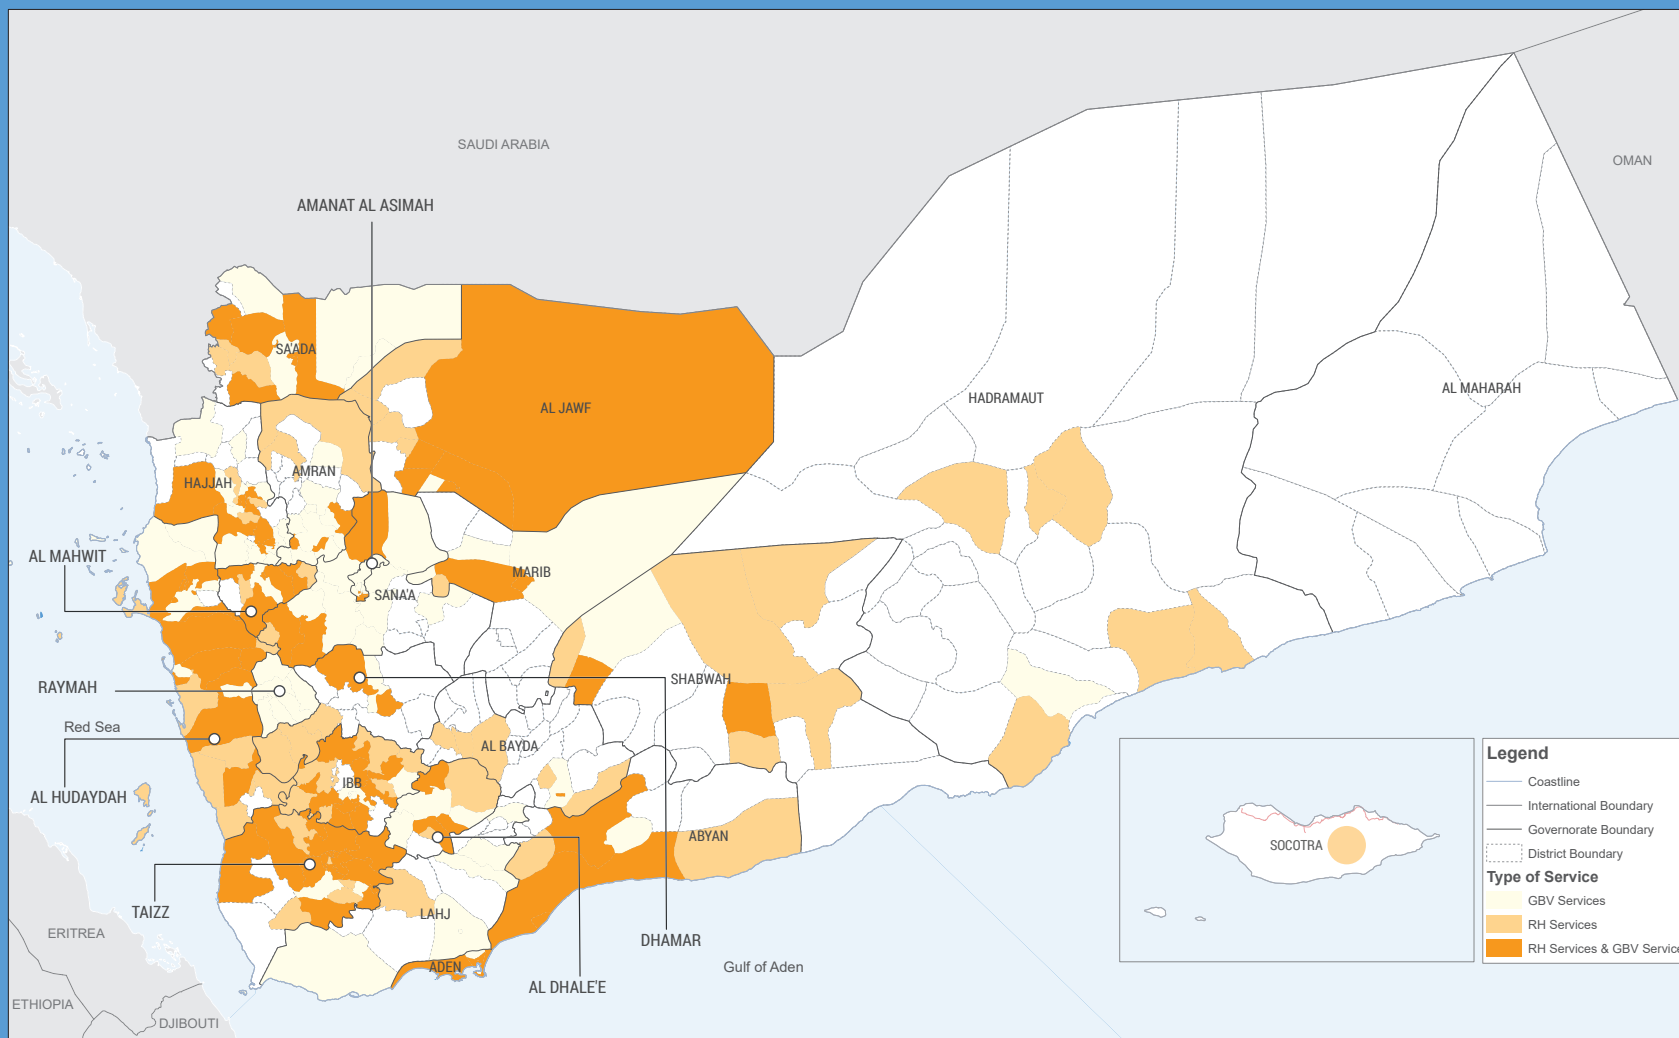 SAUDI ARABIA
OMAN
AMANAT AL ASIMAH
SA'ADA
AL JAWF
HADRAMAUT
AL MAHARAH
AMRAN
HAJJAH
AL MAHWIT
MARIB
SANA'A
RAYMAH
SHABWAH
Red Sea
AL BAYDA
IBB
AL HUDAYDAH
ABYAN
TAIZZ
LAHJ
ERITREA
DHAMAR
ADEN
Gulf of Aden
AL DHALE'E
ETHIOPIA
DJIBOUTI
SOCOTRA
Legend
Coastline
International Boundary
Governorate Boundary
District Boundary
Type of Service
GBV Services
RH Services
RH Services & GBV Service